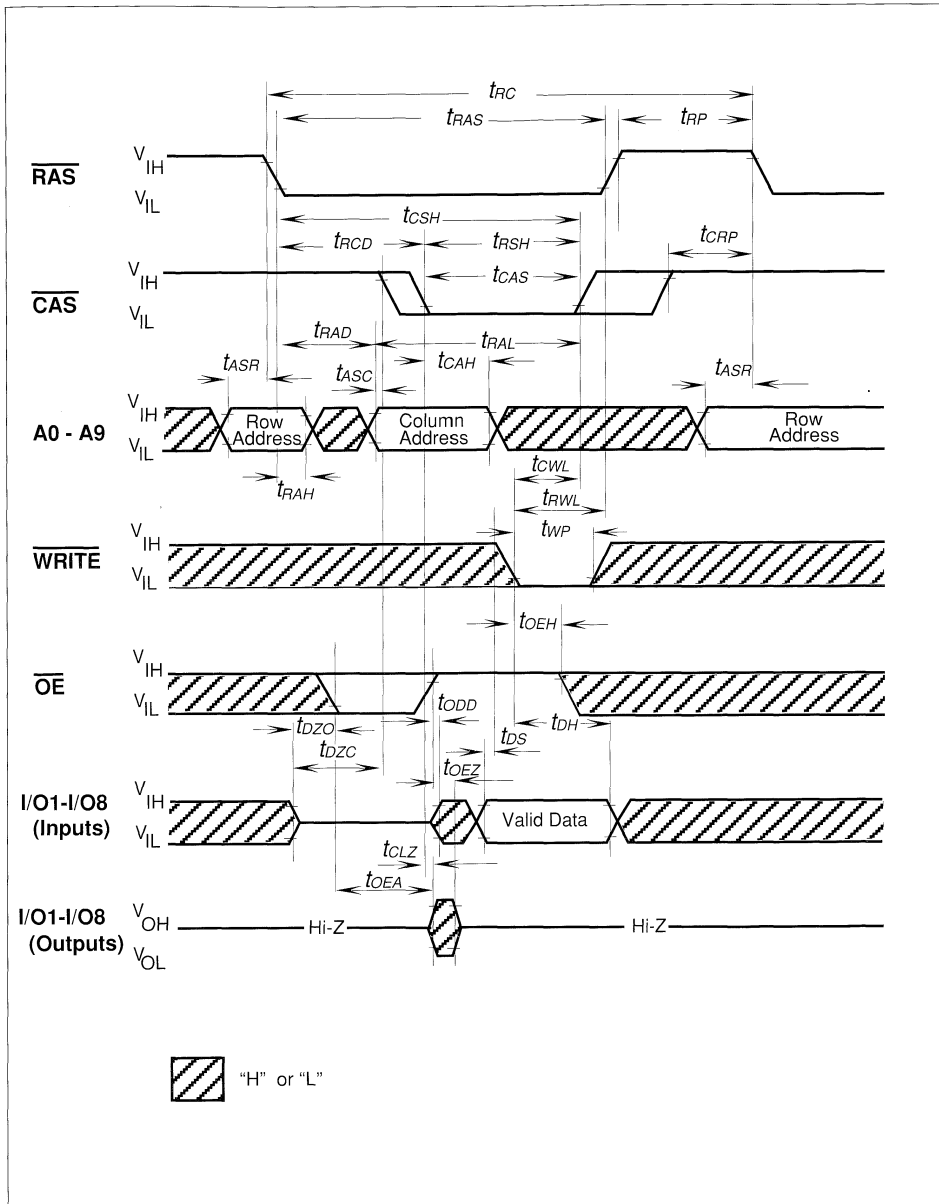 tRC
tRAS tRP
RAS VIH
VIL
tCSH
tRCD tRSH tCRP
tCAS
CAS VIH
VIL
tRAD tRAL
tASR tASC tCAH tASR
A0 - A9 VIH
VIL
Row Address
Column Address
Row Address
tRAH tCWL
tRWL
tWP
WRITE VIH
VIL
tOEH
OE VIH
VIL
tODD
tDZO tDS tDH
tDZC
tOEZ
I/O1-I/O8 (Inputs) VIH
VIL
Valid Data
tCLZ
tOEA
I/O1-I/O8 (Outputs) VOH
VOL
Hi-Z Hi-Z
"H" or "L"